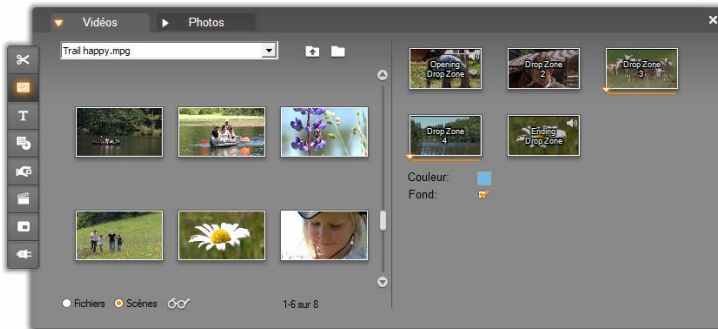 Vidéos
Photos
Trail happy.mpg
Opening
Drop Zone
Drop Zone
2
Drop Zone
3
Drop Zone
4
Ending
Drop Zone
Couleur:
Fond:
T
Fichiers
Scènes
1-6 sur 8